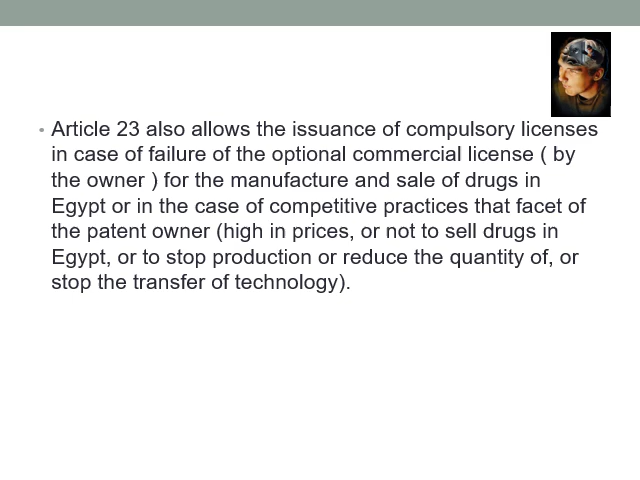 • Article 23 also allows the issuance of compulsory licenses
in case of failure of the optional commercial license ( by
the owner ) for the manufacture and sale of drugs in
Egypt or in the case of competitive practices that facet of
the patent owner (high in prices, or not to sell drugs in
Egypt, or to stop production or reduce the quantity of, or
stop the transfer of technology).